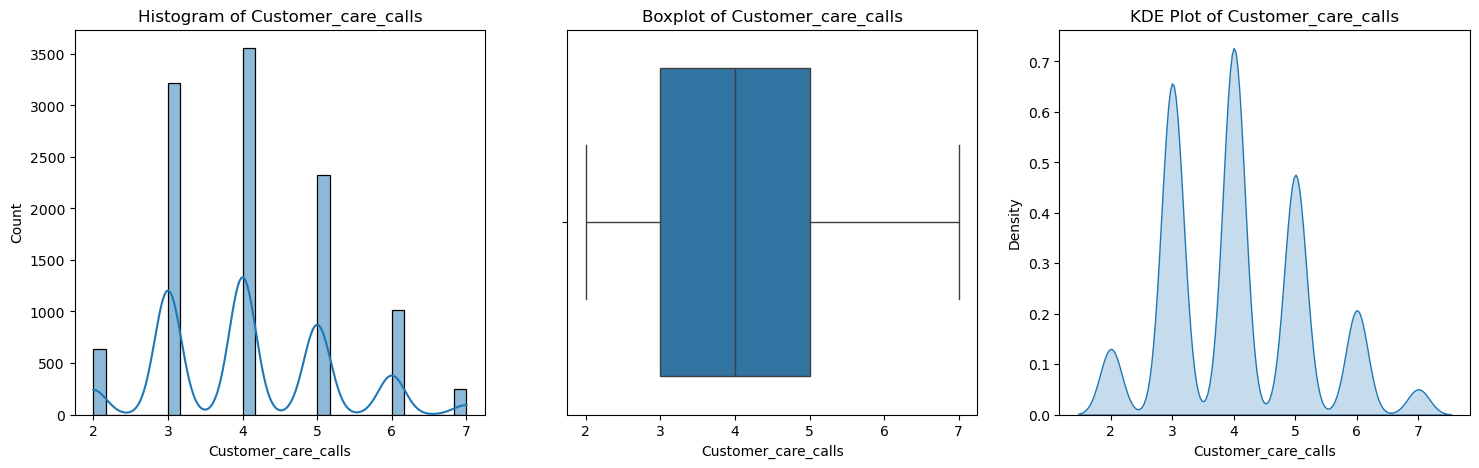 Histogram of Customer_care_calls
3500
3000
2500
2000
1500
1000
500
0
Count
2 3 4 5 6 7
Customer_care_calls
Boxplot of Customer_care_calls
2 3 4 5 6 7
Customer_care_calls
KDE Plot of Customer_care_calls
0.7
0.6
0.5
0.4
0.3
0.2
0.1
0.0
Density
2 3 4 5 6 7
Customer_care_calls